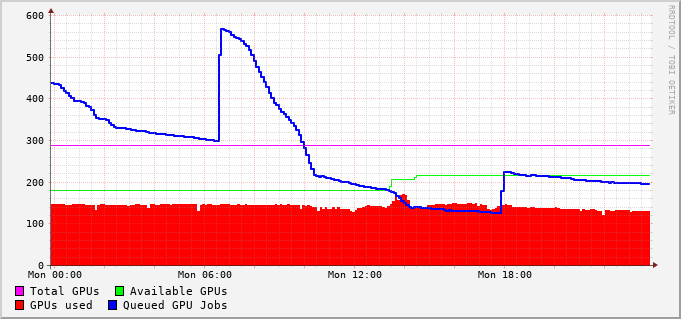 600
500
400
300
200
100
0
Mon 00:00 Mon 06:00 Mon 12:00 Mon 18:00
Total GPUs Available GPUs
GPUs used Queued GPU Jobs
RRDTOOL / TOBI OETIKER